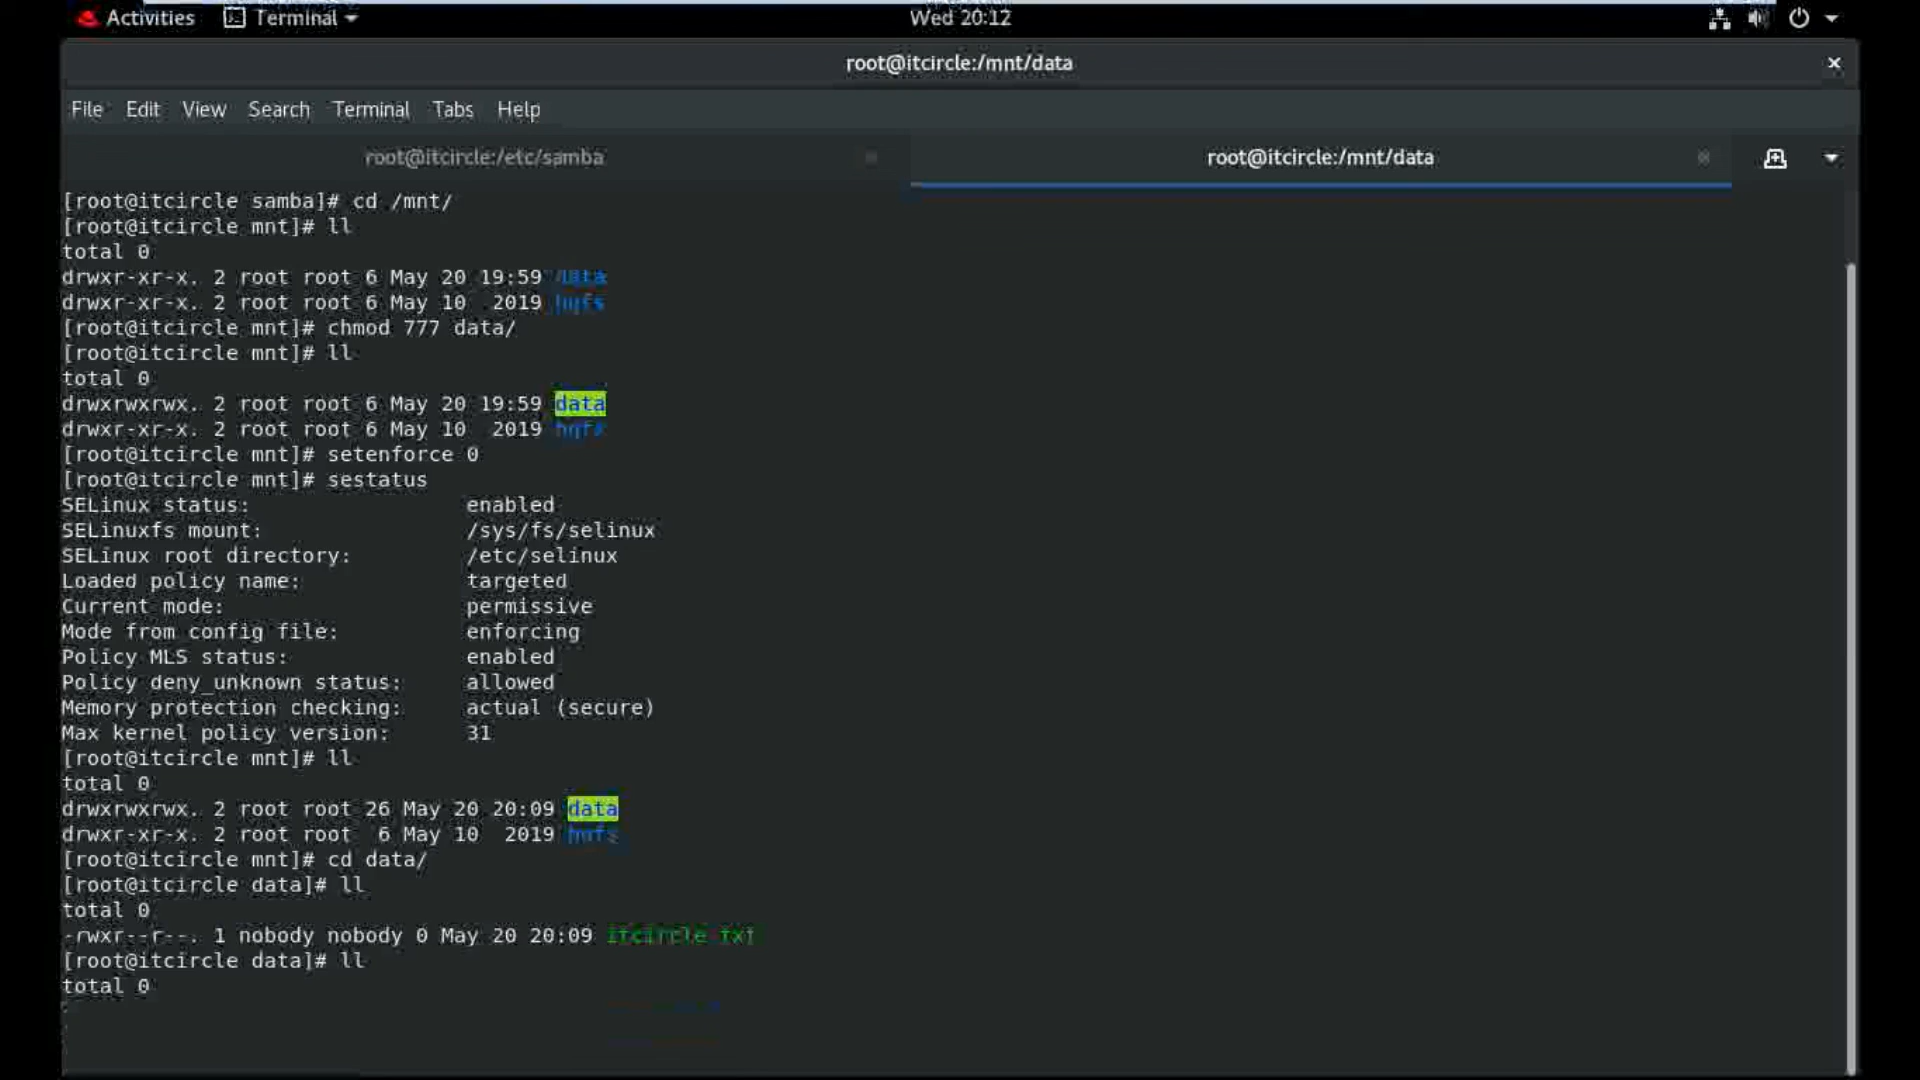 Activities Terminal Wed 20:12
root@itcircle:/mnt/data
File Edit View Search Terminal Tabs Help
root@itcircle:/etc/samba root@itcircle:/mnt/data
[root@itcircle samba]# cd /mnt/
[root@itcircle mnt]# ll
total 0
drwxr-xr-x. 2 root root 6 May 20 19:59 data
drwxr-xr-x. 2 root root 6 May 10 2019
[root@itcircle mnt]# chmod 777 data/
[root@itcircle mnt]# ll
total 0
drwxrwxrwx. 2 root root 6 May 20 19:59 data
drwxr-xr-x. 2 root root 6 May 10 2019
[root@itcircle mnt]# setenforce 0
[root@itcircle mnt]# sestatus
SELinux status: enabled
SELinuxfs mount: /sys/fs/selinux
SELinux root directory: /etc/selinux
Loaded policy name: targeted
Current mode: permissive
Mode from config file: enforcing
Policy MLS status: enabled
Policy deny_unknown status: allowed
Memory protection checking: actual (secure)
Max kernel policy version: 31
[root@itcircle mnt]# ll
total 0
drwxrwxrwx. 2 root root 26 May 20 20:09 data
drwxr-xr-x. 2 root root 6 May 10 2019
[root@itcircle mnt]# cd data/
[root@itcircle data]# ll
total 0
-rwxr--r--. 1 nobody nobody 0 May 20 20:09 itcircle.txt
[root@itcircle data]# ll
total 0